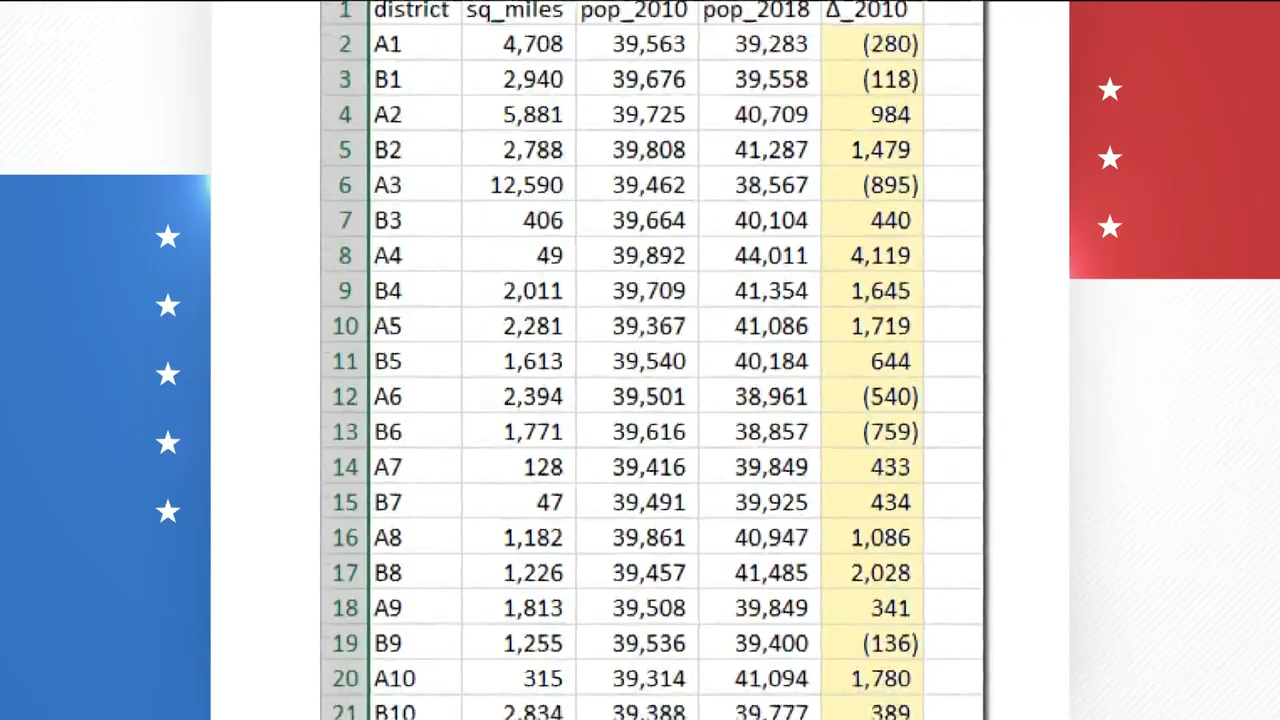 1 district sq_miles pop_2010 pop_2018 Δ_2010
2 A1 4,708 39,563 39,283 (280)
3 B1 2,940 39,676 39,558 (118)
4 A2 5,881 39,725 40,709 984
5 B2 2,788 39,808 41,287 1,479
6 A3 12,590 39,462 38,567 (895)
7 B3 406 39,664 40,104 440
8 A4 49 39,892 44,011 4,119
9 B4 2,011 39,709 41,354 1,645
10 A5 2,281 39,367 41,086 1,719
11 B5 1,613 39,540 40,184 644
12 A6 2,394 39,501 38,961 (540)
13 B6 1,771 39,616 38,857 (759)
14 A7 128 39,416 39,849 433
15 B7 47 39,491 39,925 434
16 A8 1,182 39,861 40,947 1,086
17 B8 1,226 39,457 41,485 2,028
18 A9 1,813 39,508 39,849 341
19 B9 1,255 39,536 39,400 (136)
20 A10 315 39,314 41,094 1,780
21 B10 2,834 39,388 39,777 389